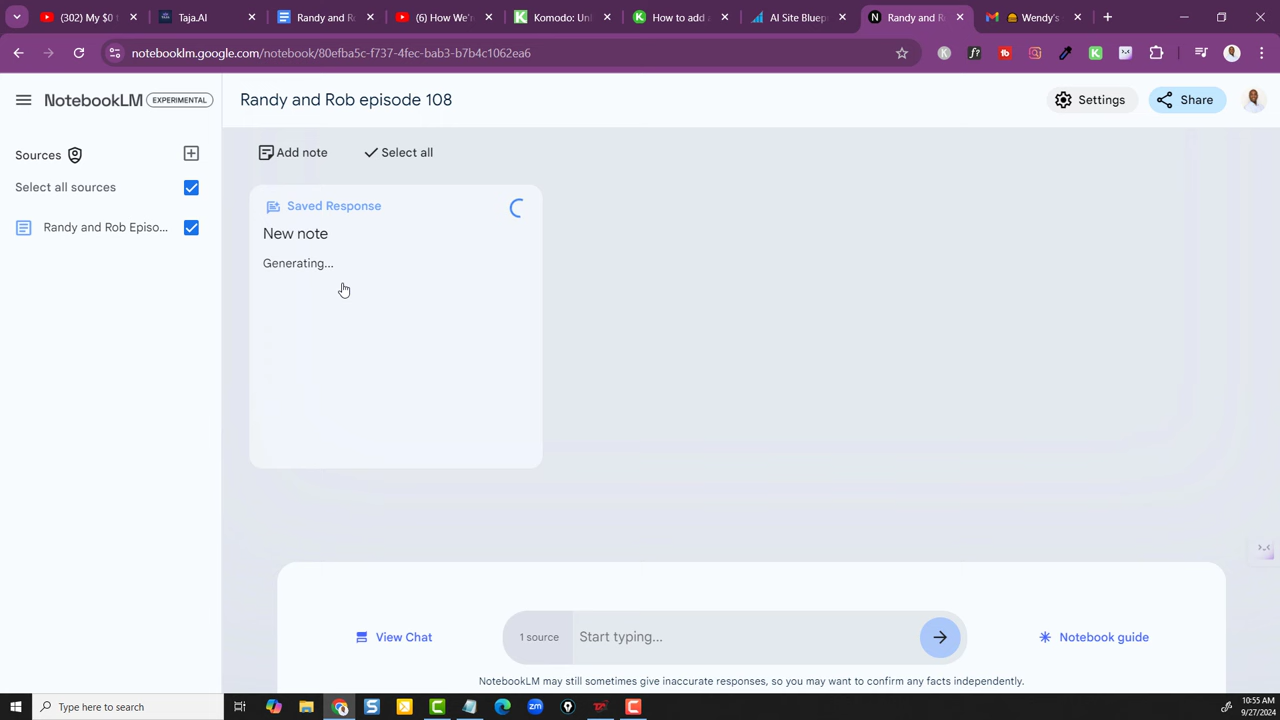 (302) My $0 t
Taja.AI
Randy and Ro
(6) How We'r
Komodo: Unl
How to add a
AI Site Bluep
Randy and R
Wendy's
notebooklm.google.com/notebook/80efba5c-f737-4fec-bab3-b7b4c1062ea6
NotebookLM EXPERIMENTAL
Randy and Rob episode 108
Settings
Share
Sources
Add note
Select all
Select all sources
Saved Response
Randy and Rob Episo...
New note
Generating...
View Chat
1 source
Start typing...
Notebook guide
NotebookLM may still sometimes give inaccurate responses, so you may want to confirm any facts independently.
Type here to search
10:55 AM
9/27/2024